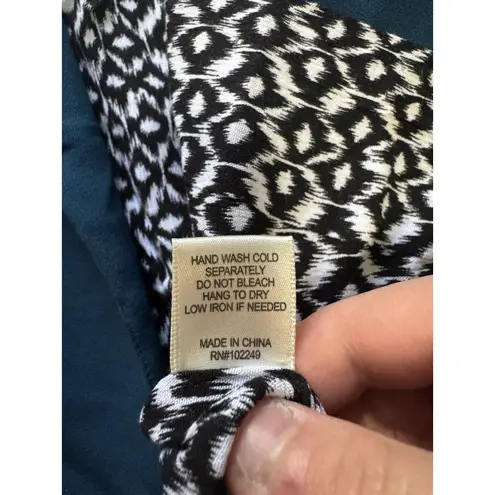 HAND WASH COLD
SEPARATELY
DO NOT BLEACH
HANG TO DRY
LOW IRON IF NEEDED
MADE IN CHINA
RN#102249